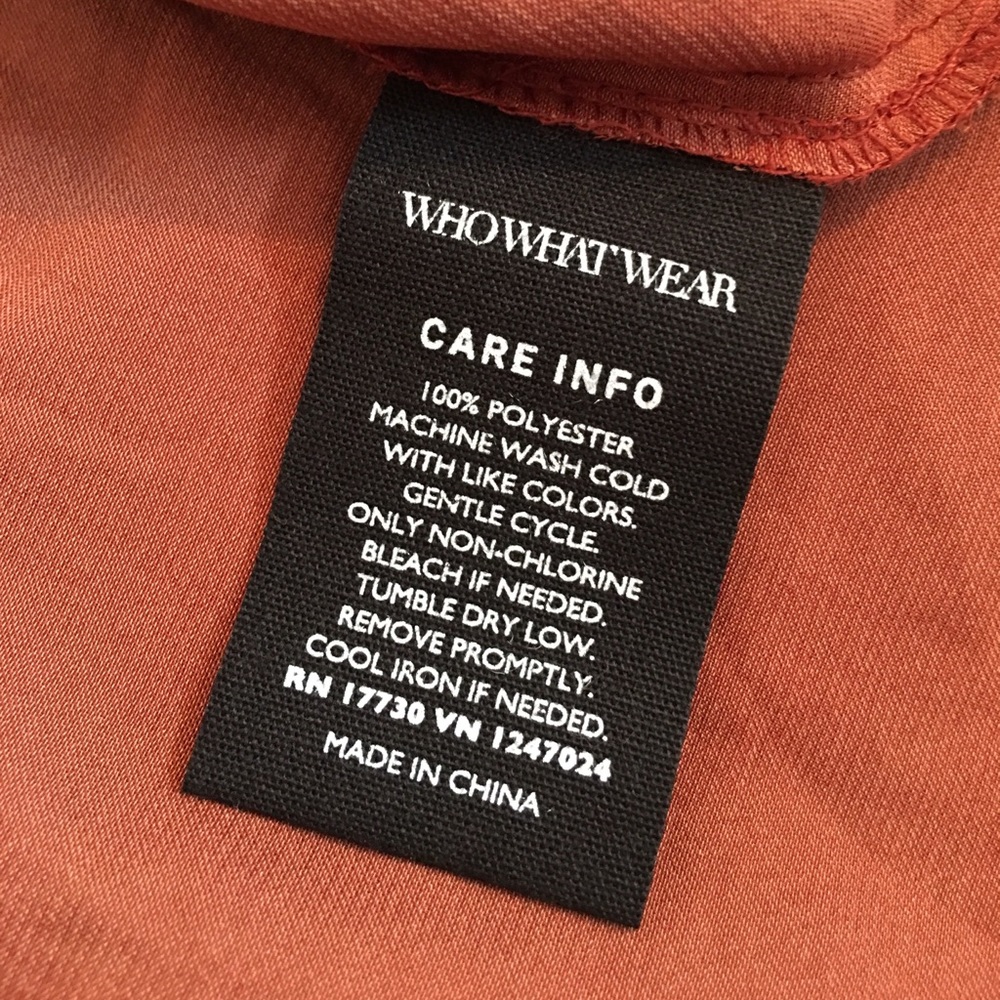 WHO WHAT WEAR
CARE INFO
100% POLYESTER
MACHINE WASH COLD
WITH LIKE COLORS.
GENTLE CYCLE.
ONLY NON-CHLORINE
BLEACH IF NEEDED.
TUMBLE DRY LOW.
REMOVE PROMPTLY.
COOL IRON IF NEEDED.
RN 17730 VN 1247024
MADE IN CHINA